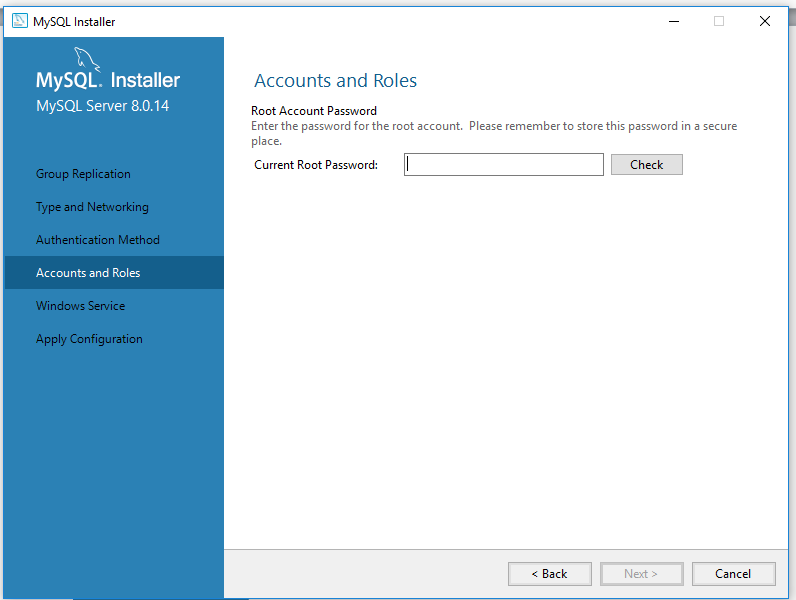 MySQL Installer
MySQL. Installer
MySQL Server 8.0.14
Group Replication
Type and Networking
Authentication Method
Accounts and Roles
Windows Service
Apply Configuration
Accounts and Roles
Root Account Password
Enter the password for the root account.  Please remember to store this password in a secure
place.
Current Root Password:
Check
< Back
Next >
Cancel